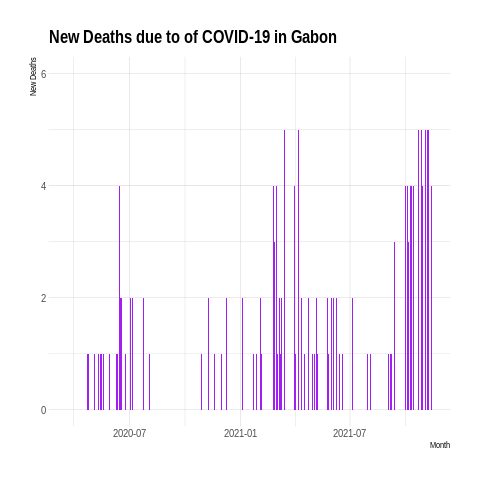 New Deaths due to of COVID-19 in Gabon
New Deaths
6
4
2
0
2020-07
2021-01
2021-07
Month